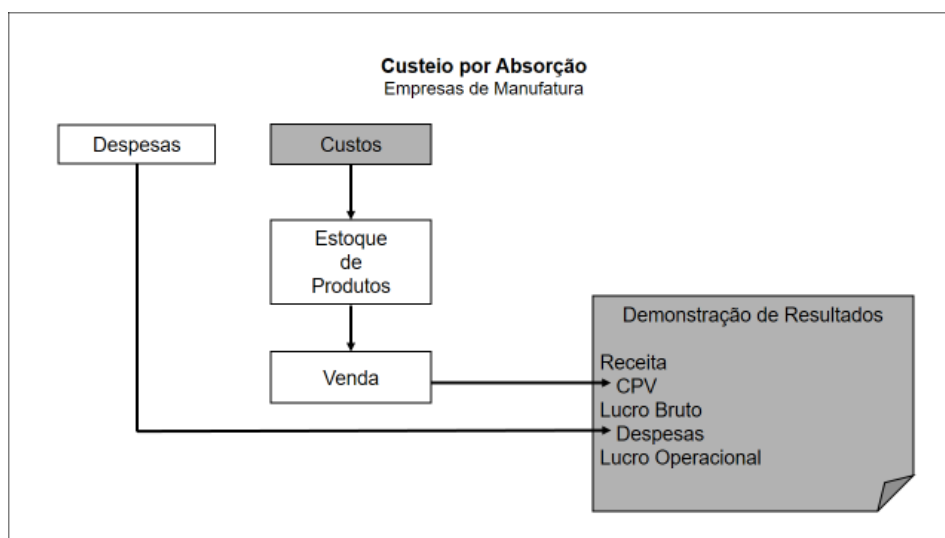 Custeio por Absorção
Empresas de Manufatura
Despesas
Custos
Estoque
de
Produtos
Venda
Demonstração de Resultados
Receita
CPV
Lucro Bruto
Despesas
Lucro Operacional